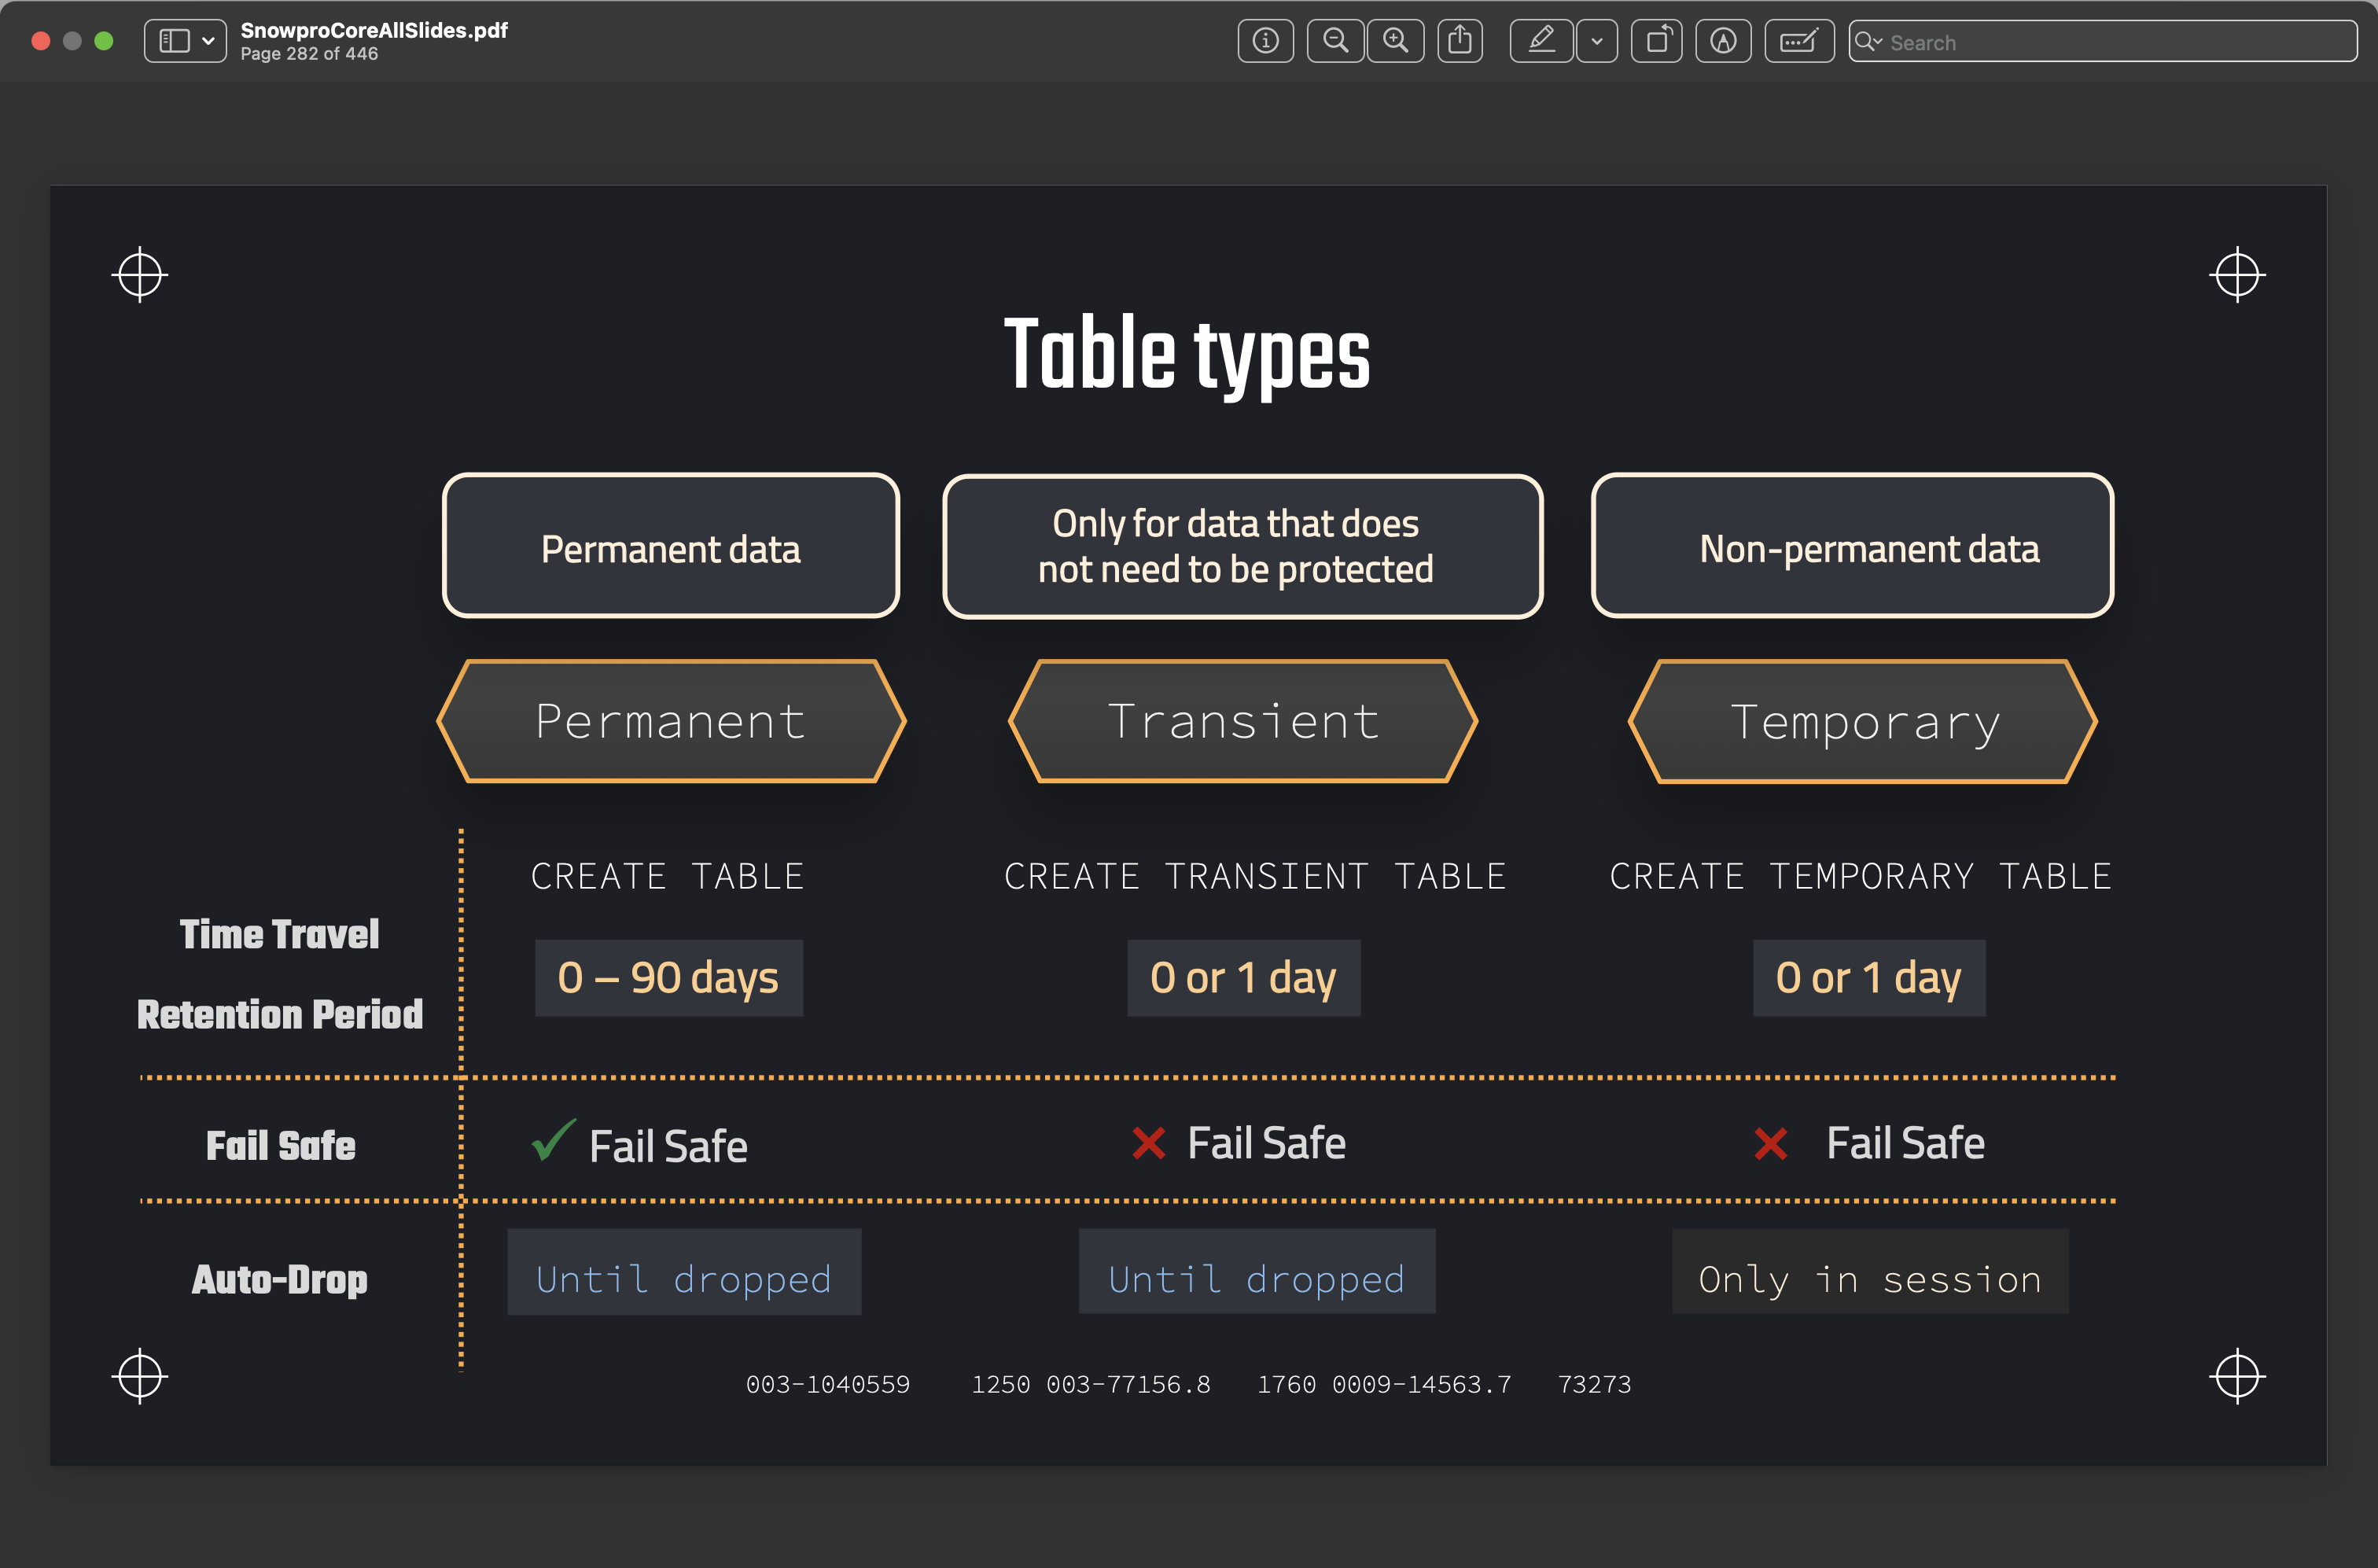 SnowproCoreAllSlides.pdf
Page 282 of 446
Search
Table types
Permanent data
Only for data that does
not need to be protected
Non-permanent data
Permanent
Transient
Temporary
CREATE TABLE
CREATE TRANSIENT TABLE
CREATE TEMPORARY TABLE
Time Travel
Retention Period
0 – 90 days
0 or 1 day
0 or 1 day
Fail Safe
Fail Safe
Fail Safe
Fail Safe
Auto-Drop
Until dropped
Until dropped
Only in session
003-1040559 1250 003-77156.8 1760 0009-14563.7 73273